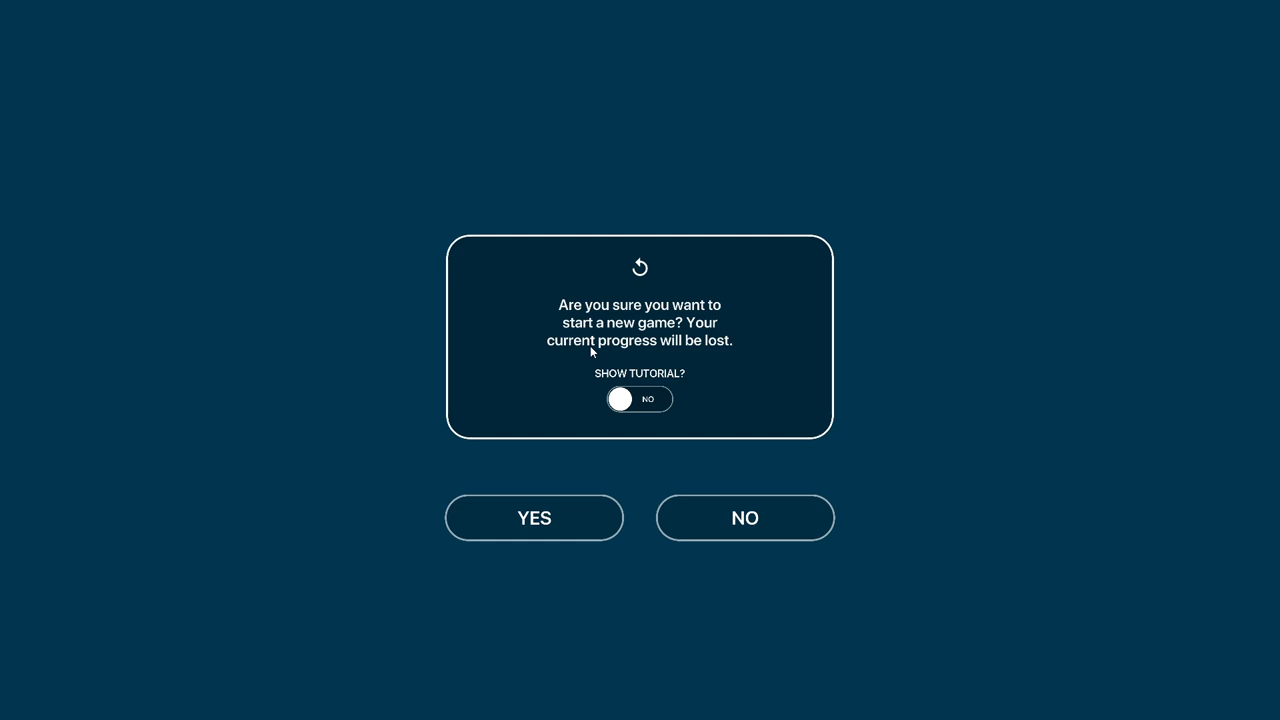 Are you sure you want to
start a new game? Your
current progress will be lost.
SHOW TUTORIAL?
NO
YES
NO